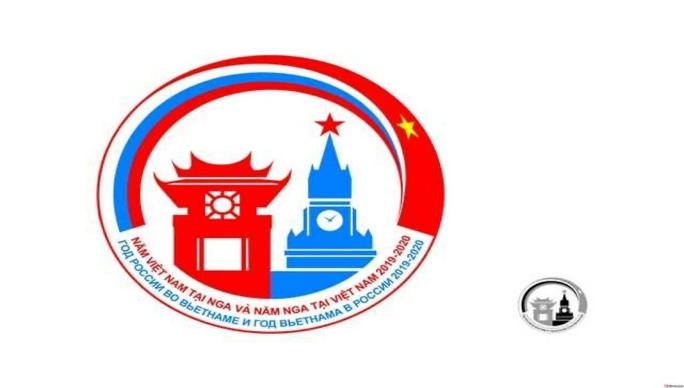 NĂM VIỆT NAM TẠI NGA VÀ NĂM NGA TẠI VIỆT NAM 2019-2020
ГОД РОССИИ ВО ВЬЕТНАМЕ И ГОД ВЬЕТНАМА В РОССИИ 2019-2020